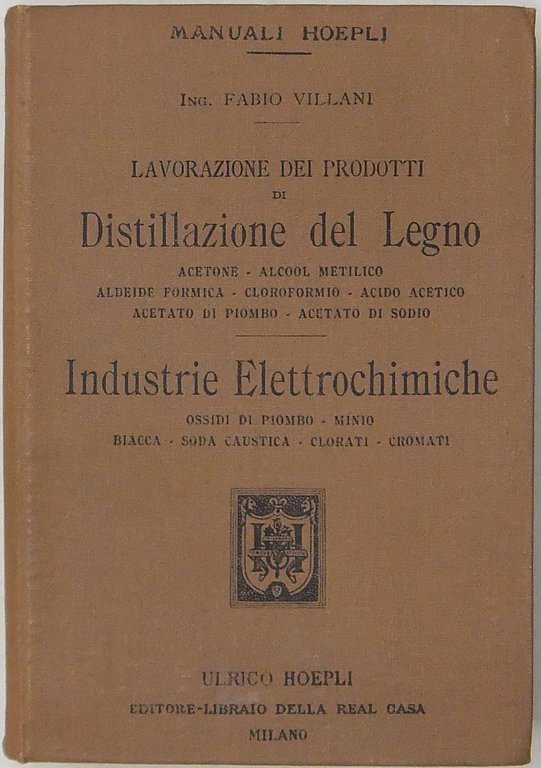 MANUALI HOEPLI
ING. FABIO VILLANI
LAVORAZIONE DEI PRODOTTI
DI
Distillazione del Legno
ACETONE - ALCOOL METILICO
ALDEIDE FORMICA - CLOROFORMIO - ACIDO ACETICO
ACETATO DI PIOMBO - ACETATO DI SODIO
Industrie Elettrochimiche
OSSIDI DI PIOMBO - MINIO
BIACCA - SODA CAUSTICA - CLORATI - CROMATI
ULRICO HOEPLI
EDITORE-LIBRAIO DELLA REAL CASA
MILANO